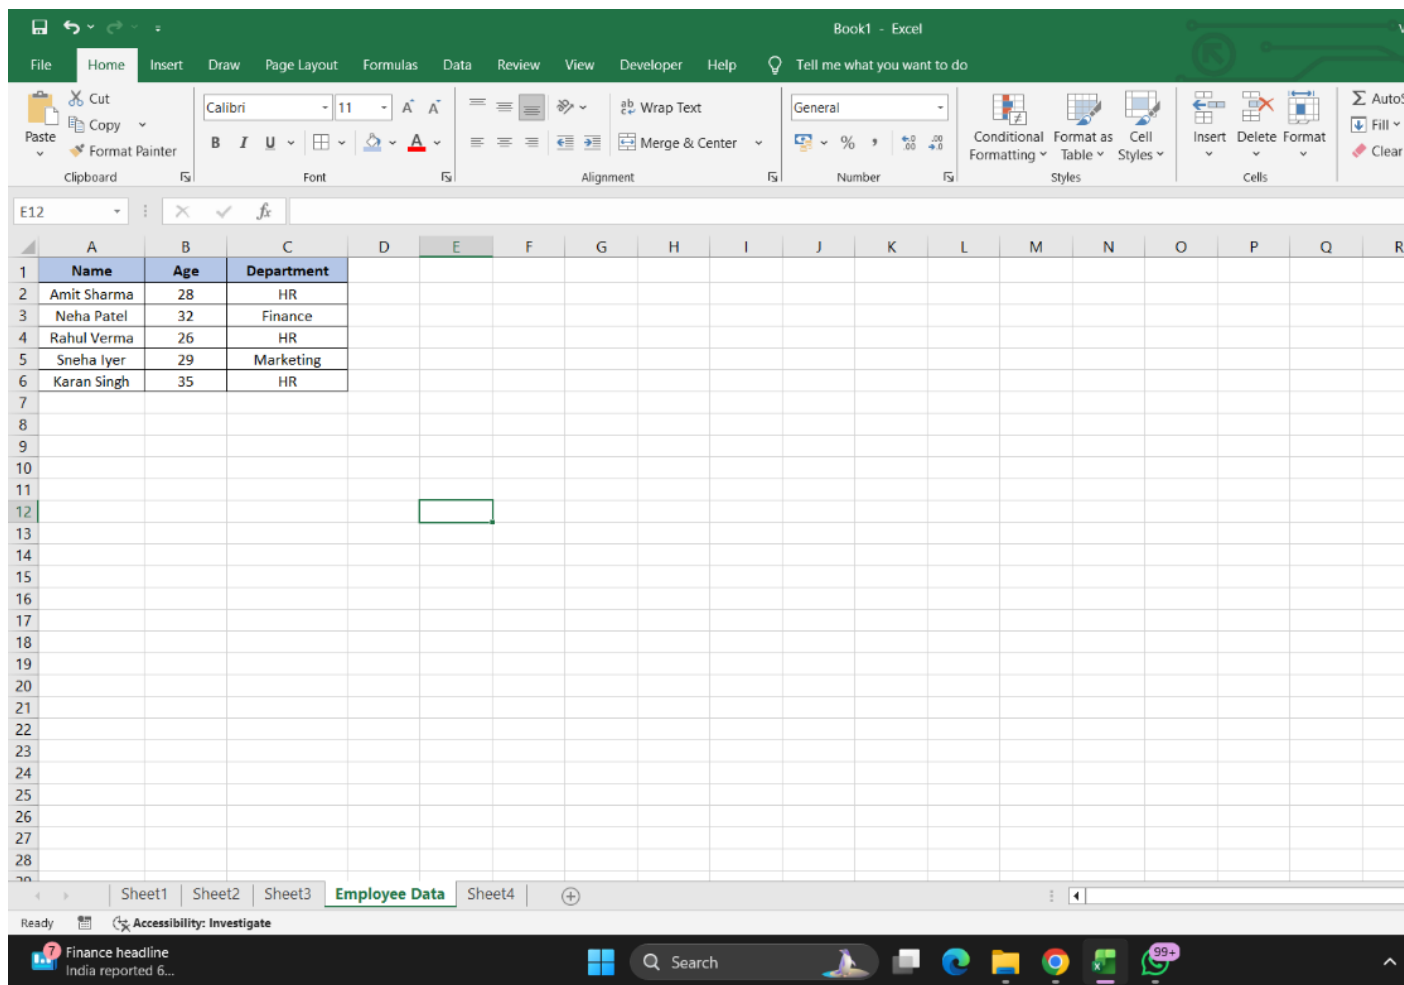 Book1 - Excel
File Home Insert Draw Page Layout Formulas Data Review View Developer Help Tell me what you want to do
Cut
Copy
Paste
Format Painter
Clipboard
Calibri 11
B I U
Font
Wrap Text
Merge & Center
Alignment
General
Number
Conditional Formatting
Format as Table
Cell Styles
Styles
Insert Delete Format
Cells
Fill
Clear
E12 fx
A B C D E F G H I J K L M N O P Q R
1 Name Age Department
2 Amit Sharma 28 HR
3 Neha Patel 32 Finance
4 Rahul Verma 26 HR
5 Sneha Iyer 29 Marketing
6 Karan Singh 35 HR
7
8
9
10
11
12
13
14
15
16
17
18
19
20
21
22
23
24
25
26
27
28
Sheet1 Sheet2 Sheet3 Employee Data Sheet4
Ready Accessibility: Investigate
7 Finance headline
India reported 6...
Search
99+